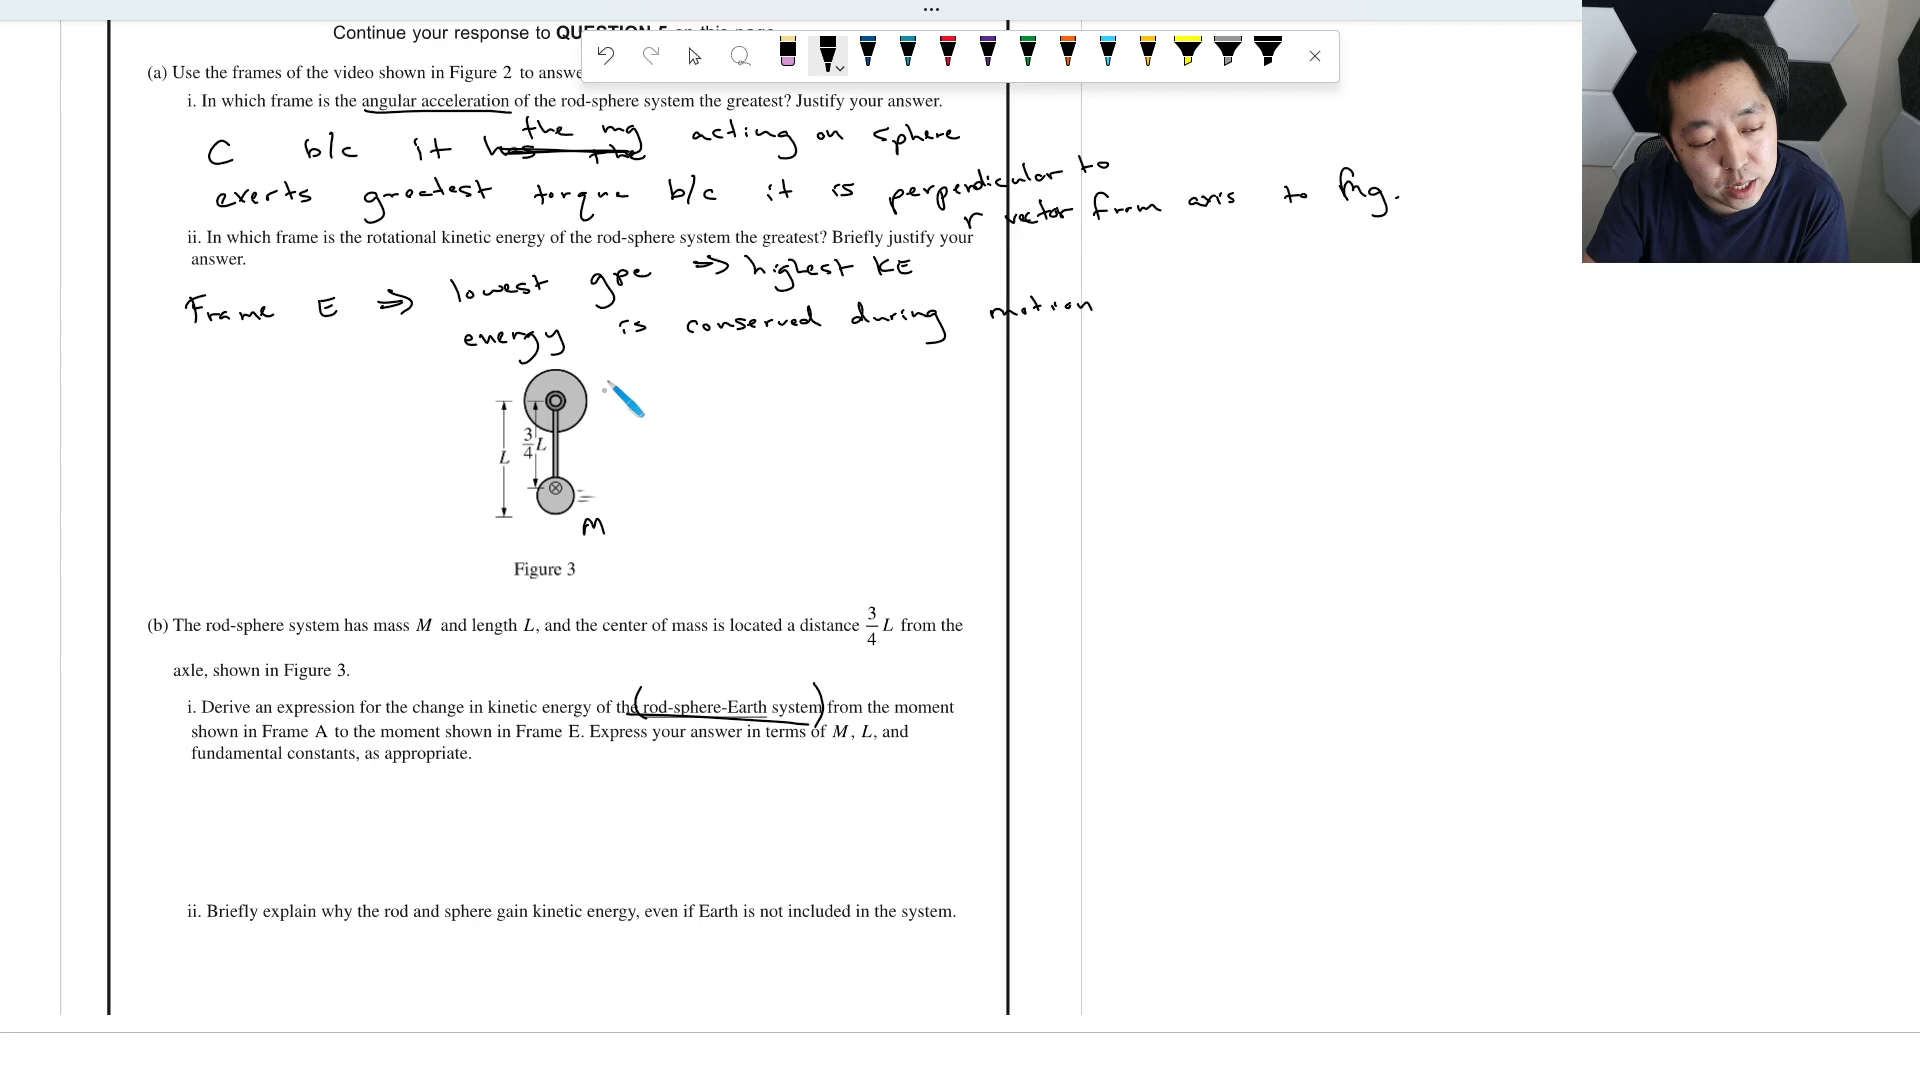 ...
Continue your response to QUESTION 5 on this page.
(a) Use the frames of the video shown in Figure 2 to answe
i. In which frame is the angular acceleration of the rod-sphere system the greatest? Justify your answer.
C b/c it has the the mg acting on sphere
exerts greatest torque b/c it is perpendicular to
r vector from axis to mg.
ii. In which frame is the rotational kinetic energy of the rod-sphere system the greatest? Briefly justify your
answer.
Frame E ⇒ lowest gpe ⇒ highest KE
energy is conserved during motion
L
3/4 L
M
Figure 3
(b) The rod-sphere system has mass M and length L, and the center of mass is located a distance 3/4 L from the
axle, shown in Figure 3.
i. Derive an expression for the change in kinetic energy of the rod-sphere-Earth system from the moment
shown in Frame A to the moment shown in Frame E. Express your answer in terms of M, L, and
fundamental constants, as appropriate.
ii. Briefly explain why the rod and sphere gain kinetic energy, even if Earth is not included in the system.